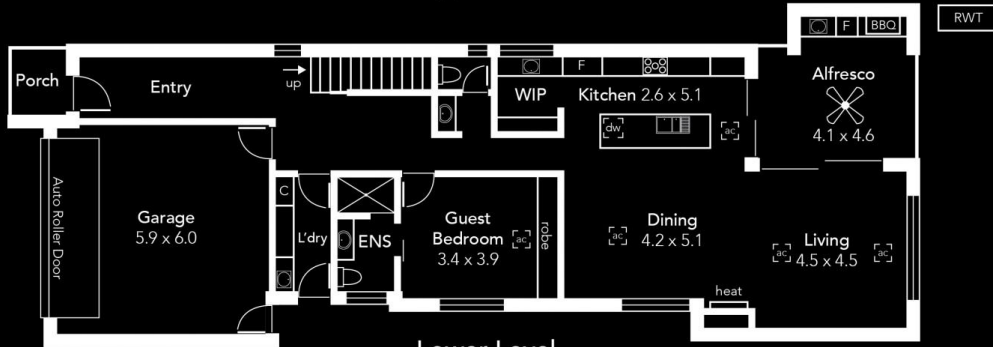 RWT
F
BBQ
Porch
Entry
up
F
WIP
Kitchen 2.6 x 5.1
Alfresco
4.1 x 4.6
dw
ac
Auto Roller Door
Garage
5.9 x 6.0
C
L'dry
ENS
Guest
Bedroom
3.4 x 3.9
ac
robe
ac
Dining
4.2 x 5.1
Living
4.5 x 4.5
ac
ac
heat
Lower Level